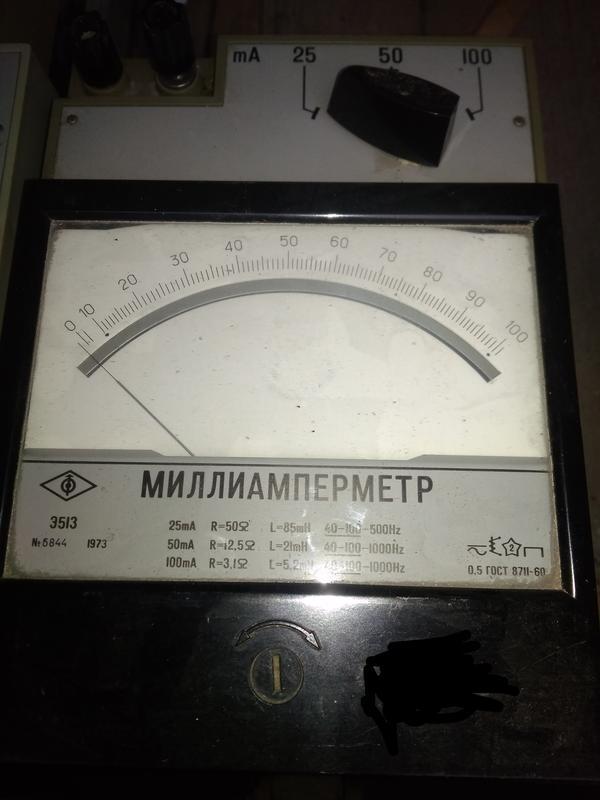 mA 25 50 100
0 10 20 30 40 50 60 70 80 90 100
МИЛЛИАМПЕРМЕТР
Э513
№5844 1973
25mA R=50Ω L=85mH 40-100-500Hz
50mA R=12,5Ω L=21mH 40-100-1000Hz
100mA R=3,1Ω L=5,2mH 40-100-1000Hz
2
0.5 ГОСТ 8711-60